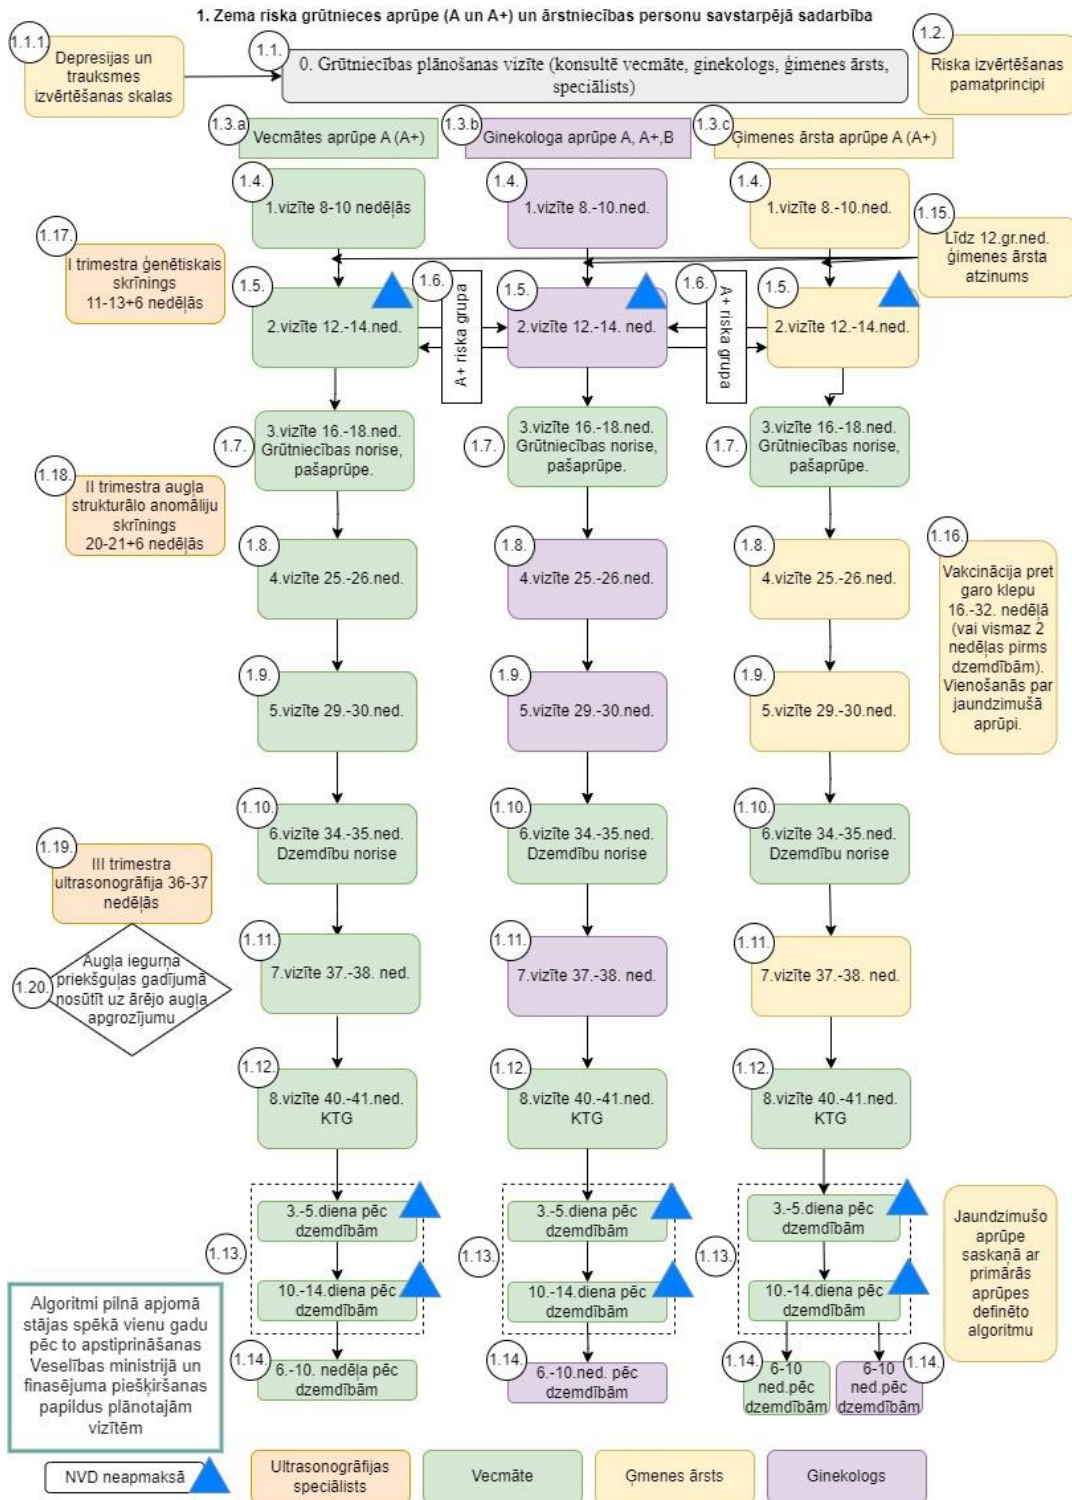 1. Zema riska grūtnieces aprūpe (A un A+) un ārstniecības personu savstarpējā sadarbība
1.1.1.
Depresijas un
trauksmes
izvērtēšanas skalas
1.1.
0. Grūtniecības plānošanas vizīte (konsultē vecmāte, ginekologs, ģimenes ārsts,
speciālists)
1.2.
Riska izvērtēšanas
pamatprincipi
1.3.a
Vecmātes aprūpe A (A+)
1.3.b
Ginekologa aprūpe A, A+,B
1.3.c
Ģimenes ārsta aprūpe A (A+)
1.4.
1.vizīte 8-10 nedēļās
1.4.
1.vizīte 8.-10.ned.
1.4.
1.vizīte 8.-10.ned.
1.15.
Līdz 12.gr.ned.
ģimenes ārsta
atzinums
1.17.
I trimestra ģenētiskais
skrīnings
11-13+6 nedēļās
1.5.
2.vizīte 12.-14.ned.
1.6.
A+ riska grupa
1.5.
2.vizīte 12.-14. ned.
1.6.
A+ riska grupa
1.5.
2.vizīte 12.-14.ned.
1.7.
3.vizīte 16.-18.ned.
Grūtniecības norise,
pašaprūpe.
1.7.
3.vizīte 16.-18.ned.
Grūtniecības norise,
pašaprūpe.
1.7.
3.vizīte 16.-18.ned.
Grūtniecības norise,
pašaprūpe.
1.18.
II trimestra augļa
strukturālo anomāliju
skrīnings
20-21+6 nedēļās
1.8.
4.vizīte 25.-26.ned.
1.8.
4.vizīte 25.-26.ned.
1.8.
4.vizīte 25.-26.ned.
1.16.
Vakcinācija pret
garo klepu
16.-32. nedēļā
(vai vismaz 2
nedēļas pirms
dzemdībām).
Vienošanās par
jaundzimušā
aprūpi.
1.9.
5.vizīte 29.-30.ned.
1.9.
5.vizīte 29.-30.ned.
1.9.
5.vizīte 29.-30.ned.
1.10.
6.vizīte 34.-35.ned.
Dzemdību norise
1.10.
6.vizīte 34.-35.ned.
Dzemdību norise
1.10.
6.vizīte 34.-35.ned.
Dzemdību norise
1.19.
III trimestra
ultrasonogrāfija 36-37
nedēļās
1.20.
Augļa iegurņa
priekšguļas gadījumā
nosūtīt uz ārējo augļa
apgrozījumu
1.11.
7.vizīte 37.-38. ned.
1.11.
7.vizīte 37.-38. ned.
1.11.
7.vizīte 37.-38. ned.
1.12.
8.vizīte 40.-41.ned.
KTG
1.12.
8.vizīte 40.-41.ned.
KTG
1.12.
8.vizīte 40.-41.ned.
KTG
1.13.
3.-5.diena pēc
dzemdībām
10.-14.diena pēc
dzemdībām
1.13.
3.-5.diena pēc
dzemdībām
10.-14.diena pēc
dzemdībām
1.13.
3.-5.diena pēc
dzemdībām
10.-14.diena pēc
dzemdībām
Jaundzimušo
aprūpe
saskaņā ar
primārās
aprūpes
definēto
algoritmu
1.14.
6.-10. nedēļa pēc
dzemdībām
1.14.
6.-10.ned. pēc
dzemdībām
1.14.
6-10
ned.pēc
dzemdībām
1.14.
6-10
ned.pēc
dzemdībām
Algoritmi pilnā apjomā
stājas spēkā vienu gadu
pēc to apstiprināšanas
Veselības ministrijā un
finasējuma piešķiršanas
papildus plānotajām
vizītēm
NVD neapmaksā
Ultrasonogrāfijas
speciālists
Vecmāte
Ģmenes ārsts
Ginekologs